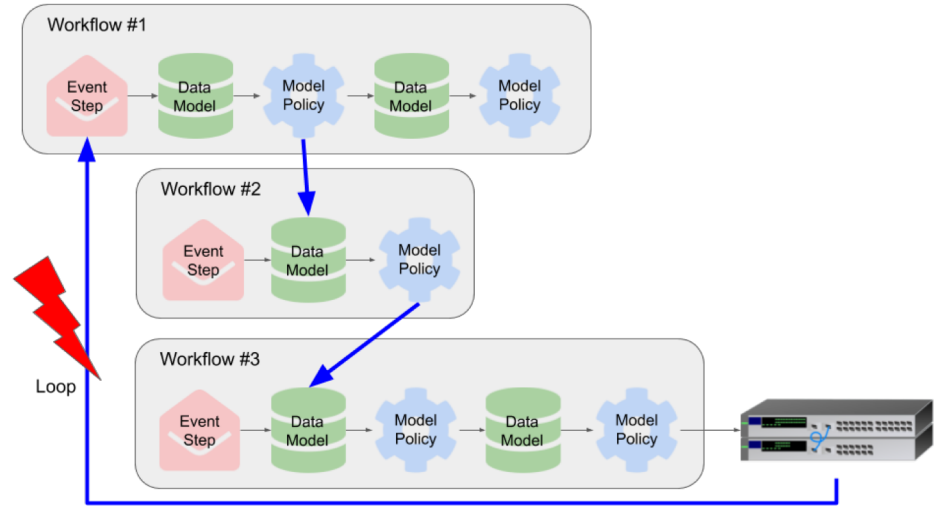 Workflow #1
Event
Step
Data
Model
Model
Policy
Data
Model
Model
Policy
Workflow #2
Event
Step
Data
Model
Model
Policy
Loop
Workflow #3
Event
Step
Data
Model
Model
Policy
Data
Model
Model
Policy